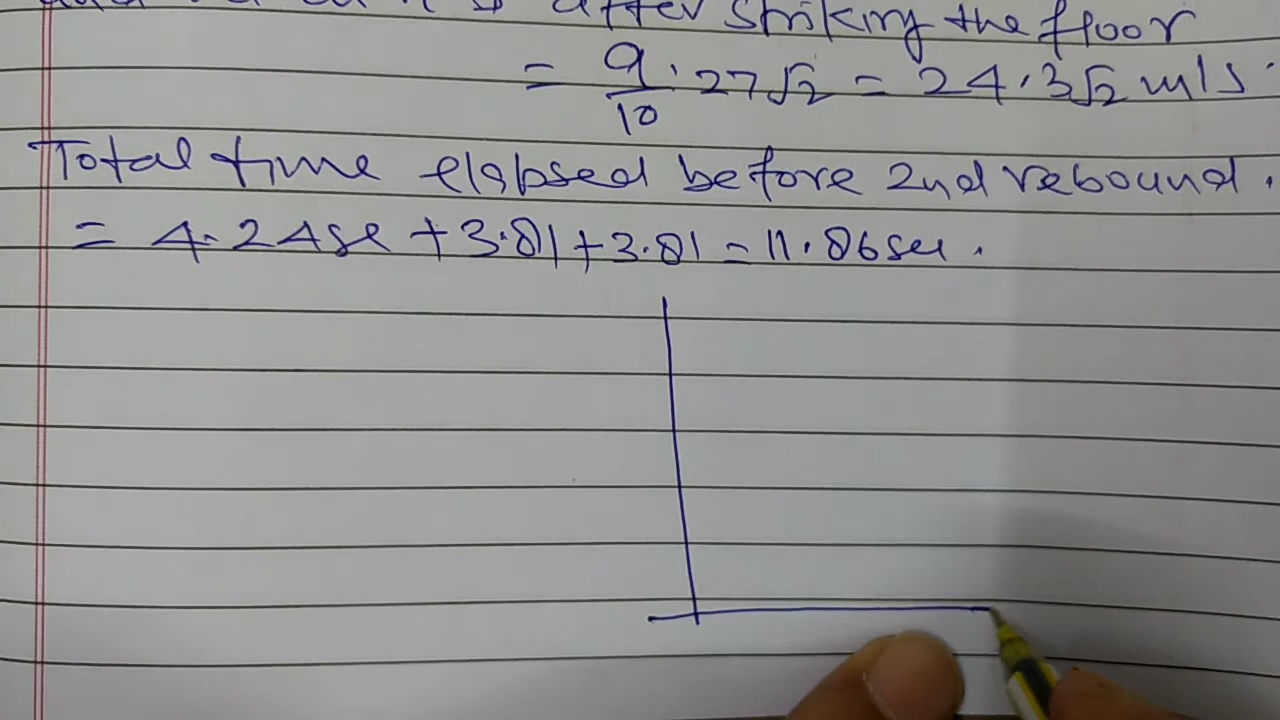 after striking the floor
= 9/10 · 27√2 = 24.3√2 m/s.
Total time elapsed before 2nd rebound.
= 4.24 sec + 3.81 + 3.81 = 11.86 sec.